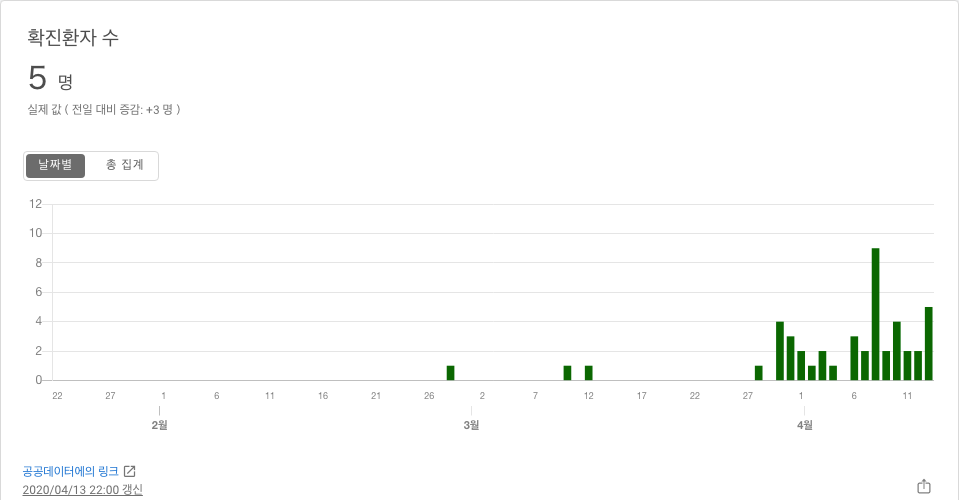 확진환자 수
5 명
실제 값 ( 전일 대비 증감: +3 명 )
날짜별 총 집계
12
10
8
6
4
2
0
22 27 1 6 11 16 21 26 2 7 12 17 22 27 1 6 11
2월 3월 4월
공공데이터에의 링크
2020/04/13 22:00 갱신